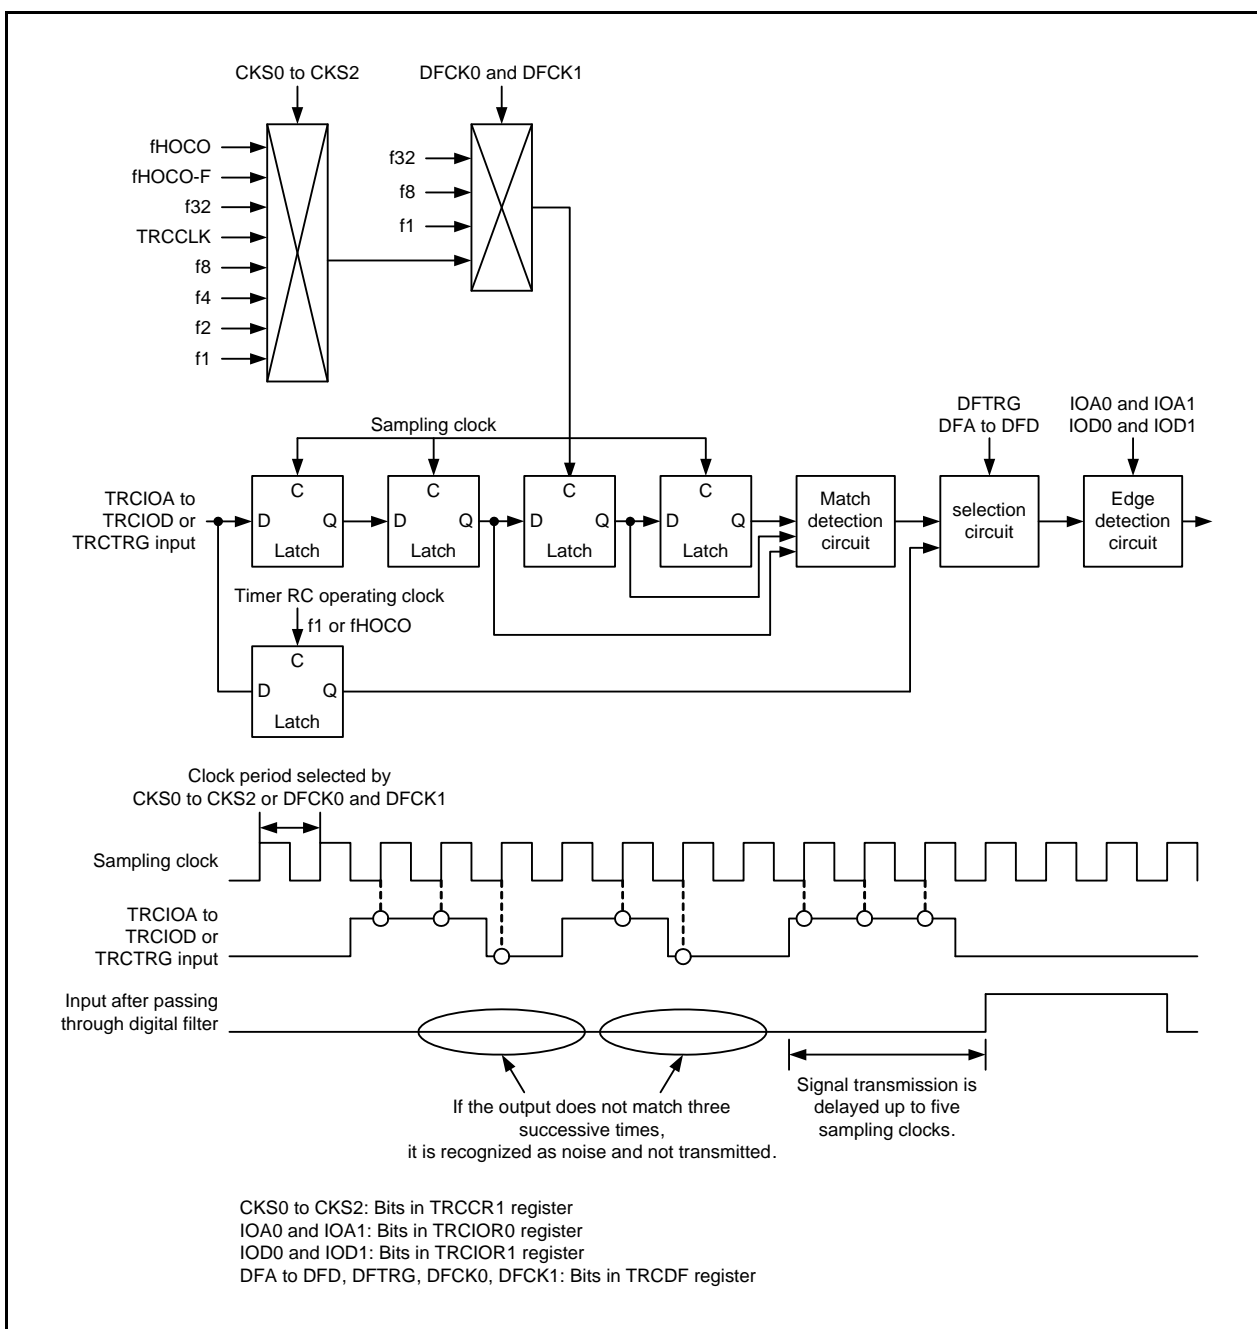 CKS0 to CKS2
DFCK0 and DFCK1
fHOCO
fHOCO-F
f32
TRCCLK
f8
f4
f2
f1
f32
f8
f1
Sampling clock
DFTRG
DFA to DFD
IOA0 and IOA1
IOD0 and IOD1
TRCIOA to
TRCIOD or
TRCTRG input
C
D Q
Latch
C
D Q
Latch
C
D Q
Latch
C
D Q
Latch
Match
detection
circuit
selection
circuit
Edge
detection
circuit
Timer RC operating clock
f1 or fHOCO
C
D Q
Latch
Clock period selected by
CKS0 to CKS2 or DFCK0 and DFCK1
Sampling clock
TRCIOA to
TRCIOD or
TRCTRG input
Input after passing
through digital filter
If the output does not match three
successive times,
it is recognized as noise and not transmitted.
Signal transmission is
delayed up to five
sampling clocks.
CKS0 to CKS2: Bits in TRCCR1 register
IOA0 and IOA1: Bits in TRCIOR0 register
IOD0 and IOD1: Bits in TRCIOR1 register
DFA to DFD, DFTRG, DFCK0, DFCK1: Bits in TRCDF register